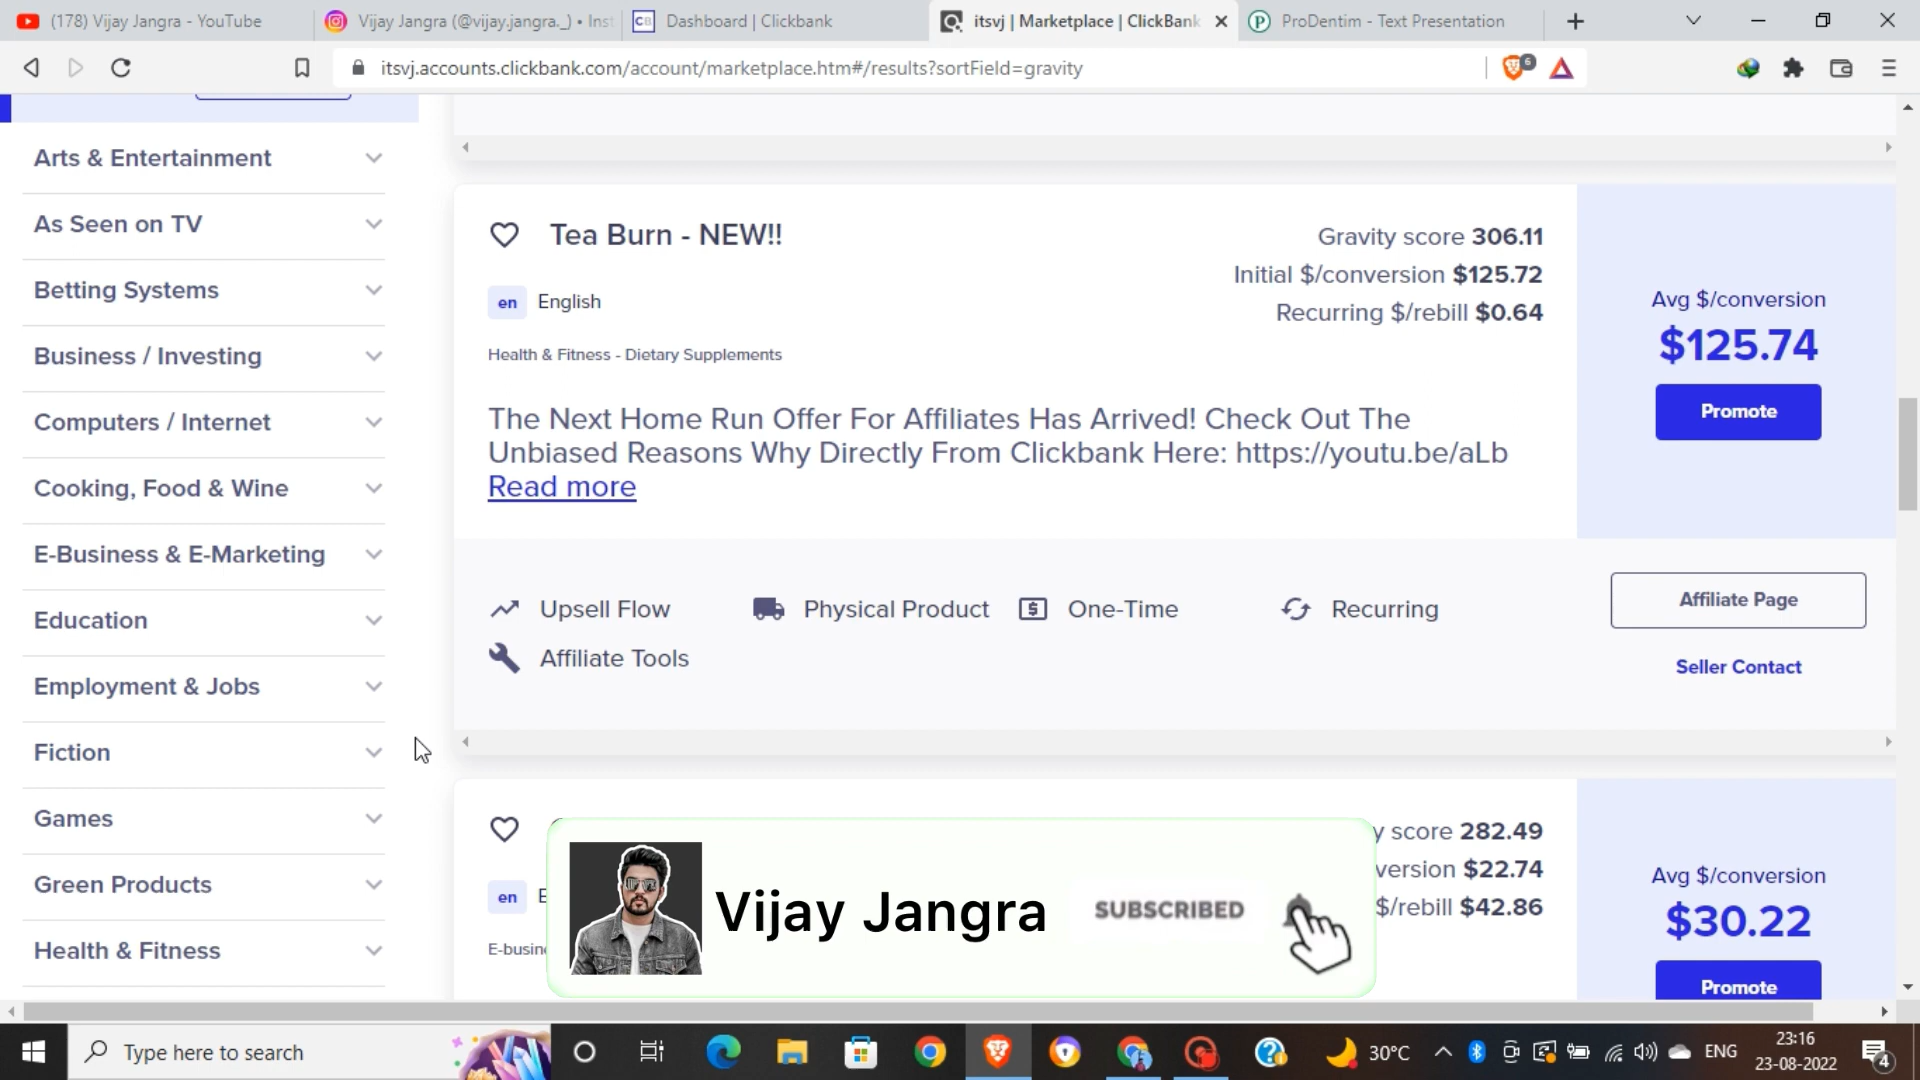 (178) Vijay Jangra - YouTube
Vijay Jangra (@vijay.jangra._) • Inst
Dashboard | Clickbank
itsvj | Marketplace | ClickBank
ProDentim - Text Presentation
itsvj.accounts.clickbank.com/account/marketplace.htm#/results?sortField=gravity
6
Arts & Entertainment
As Seen on TV
Betting Systems
Business / Investing
Computers / Internet
Cooking, Food & Wine
E-Business & E-Marketing
Education
Employment & Jobs
Fiction
Games
Green Products
Health & Fitness
Tea Burn - NEW!!
en English
Health & Fitness - Dietary Supplements
Gravity score 306.11
Initial $/conversion $125.72
Recurring $/rebill $0.64
The Next Home Run Offer For Affiliates Has Arrived! Check Out The
Unbiased Reasons Why Directly From Clickbank Here: https://youtu.be/aLb
Read more
Avg $/conversion
$125.74
Promote
Upsell Flow
Physical Product
One-Time
Recurring
Affiliate Tools
Affiliate Page
Seller Contact
en E
E-busin
y score 282.49
version $22.74
$/rebill $42.86
Avg $/conversion
$30.22
Promote
Vijay Jangra
SUBSCRIBED
Type here to search
30°C
ENG
23:16
23-08-2022
4